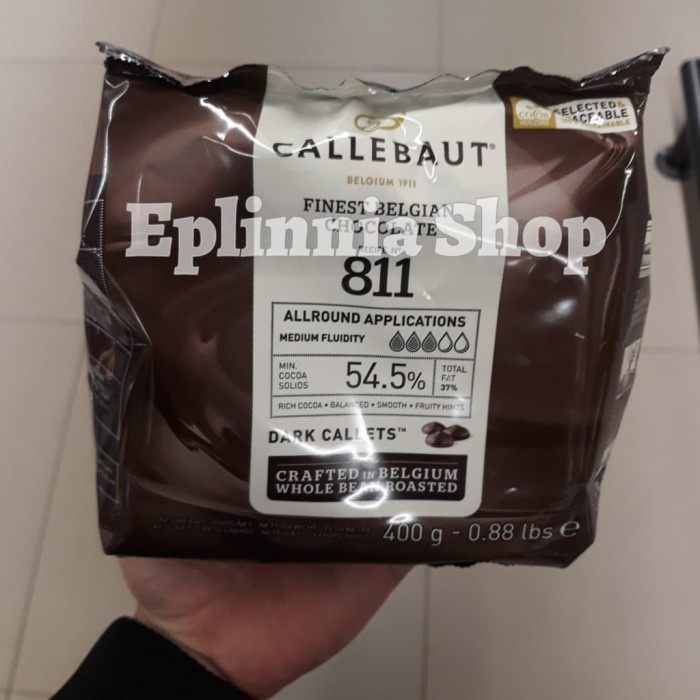 CALLEBAUT®
BELGIUM 1911
FINEST BELGIAN
CHOCOLATE
RECIPE N°
811
Eplinnia Shop
ALLROUND APPLICATIONS
MEDIUM FLUIDITY
MIN. COCOA SOLIDS 54.5% TOTAL FAT 37%
RICH COCOA • BALANCED • SMOOTH • FRUITY HINTS
DARK CALLETS™
CRAFTED IN BELGIUM
WHOLE BEAN ROASTED
400 g - 0.88 lbs e
SELECTED &